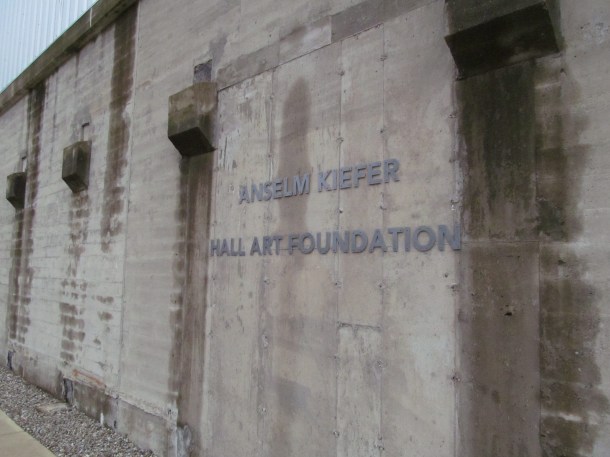 ANSELM KIEFER
HALL ART FOUNDATION